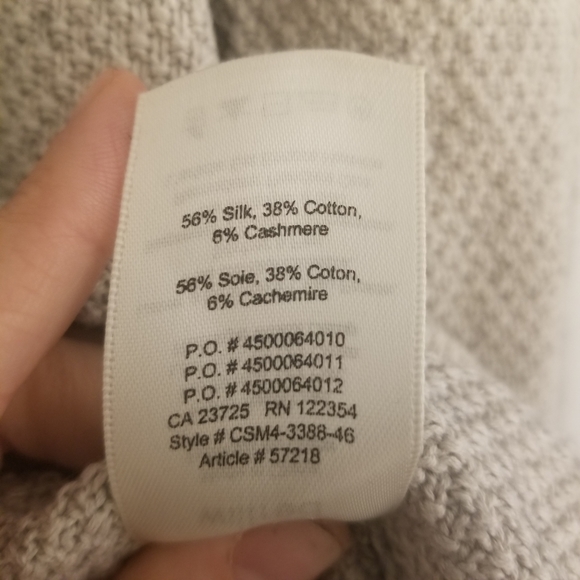 56% Silk, 38% Cotton,
6% Cashmere
56% Soie, 38% Coton,
6% Cachemire
P.O. # 4500064010
P.O. # 4500064011
P.O. # 4500064012
CA 23725 RN 122354
Style # CSM4-3388-46
Article # 57218